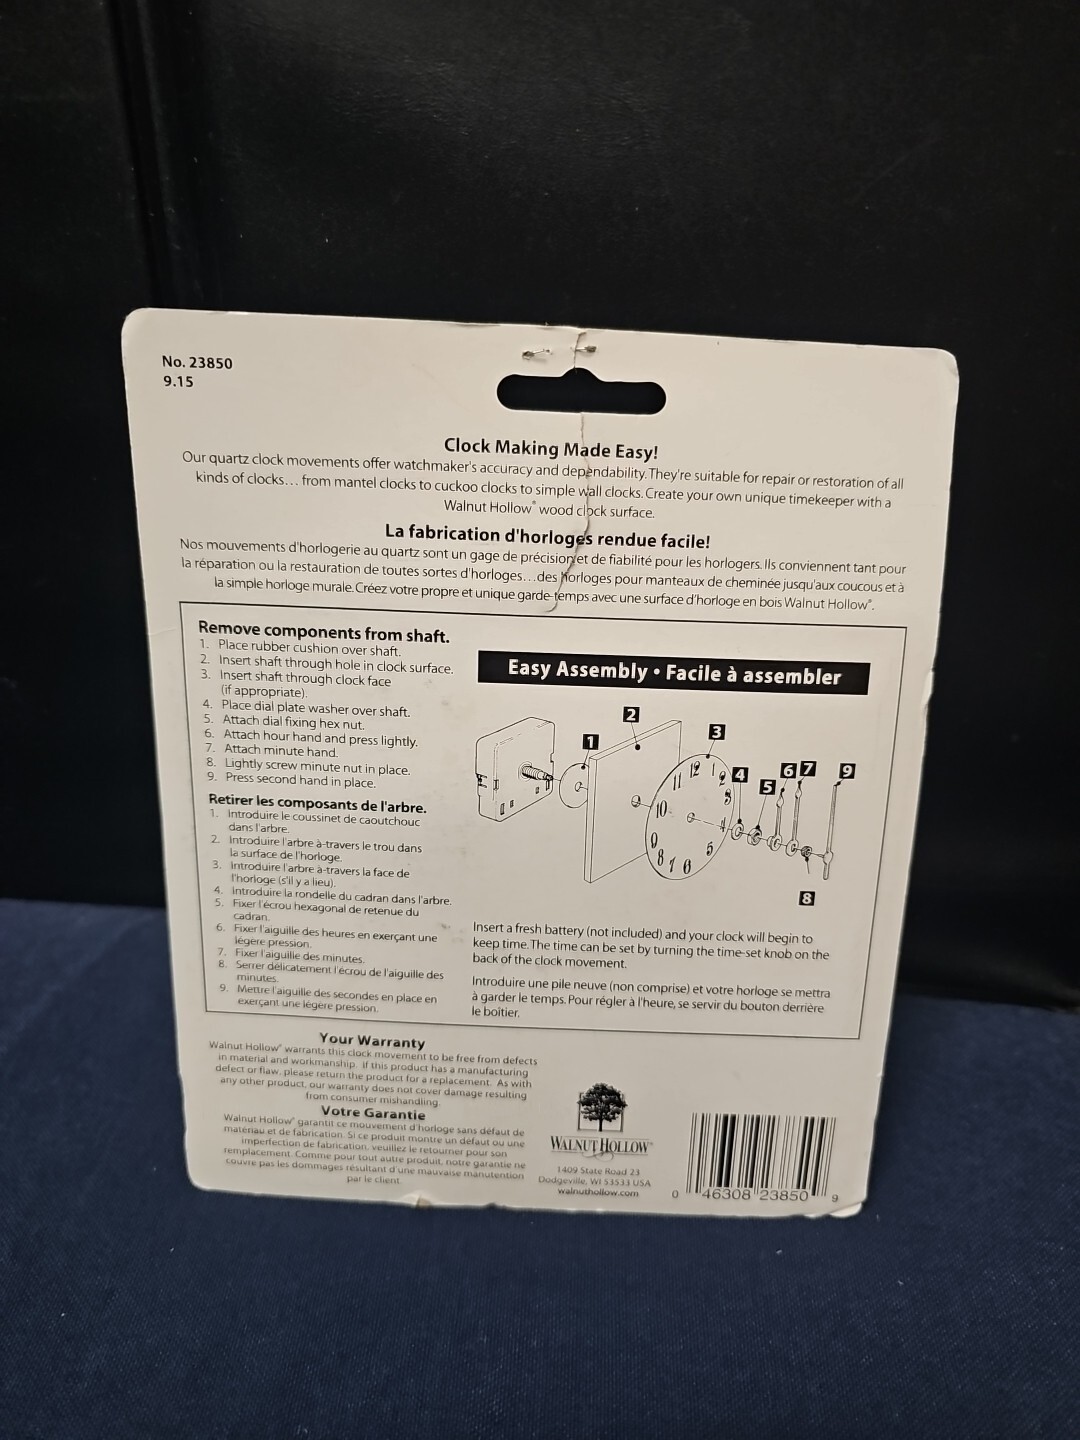 No. 23850
9.15
Clock Making Made Easy!
Our quartz clock movements offer watchmaker's accuracy and dependability. They're suitable for repair or restoration of all
kinds of clocks... from mantel clocks to cuckoo clocks to simple wall clocks. Create your own unique timekeeper with a
Walnut Hollow® wood clock surface.
La fabrication d'horloges rendue facile!
Nos mouvements d'horlogerie au quartz sont un gage de précision et de fiabilité pour les horlogers. Ils conviennent tant pour
la réparation ou la restauration de toutes sortes d'horloges...des horloges pour manteaux de cheminée jusqu'aux coucous et à
la simple horloge murale. Créez votre propre et unique garde-temps avec une surface d'horloge en bois Walnut Hollow®.
Remove components from shaft.
1. Place rubber cushion over shaft.
2. Insert shaft through hole in clock surface.
3. Insert shaft through clock face
(if appropriate).
4. Place dial plate washer over shaft.
5. Attach dial fixing hex nut.
6. Attach hour hand and press lightly.
7. Attach minute hand.
8. Lightly screw minute nut in place.
9. Press second hand in place.
Retirer les composants de l'arbre.
1. Introduire le coussinet de caoutchouc
dans l'arbre.
2. Introduire l'arbre à-travers le trou dans
la surface de l'horloge.
3. Introduire l'arbre à-travers la face de
l'horloge (s'il y a lieu).
4. Introduire la rondelle du cadran dans l'arbre.
5. Fixer l'écrou hexagonal de retenue du
cadran.
6. Fixer l'aiguille des heures en exerçant une
légère pression.
7. Fixer l'aiguille des minutes.
8. Serrer délicatement l'écrou de l'aiguille des
minutes.
9. Mettre l'aiguille des secondes en place en
exerçant une légère pression.
Easy Assembly • Facile à assembler
1
2
3
4
5
6 7
8
9
12 1 2 3 4 5 6 7 8 9 10 11
Insert a fresh battery (not included) and your clock will begin to
keep time. The time can be set by turning the time-set knob on the
back of the clock movement.
Introduire une pile neuve (non comprise) et votre horloge se mettra
à garder le temps. Pour régler à l'heure, se servir du bouton derrière
le boîtier.
Your Warranty
Walnut Hollow® warrants this clock movement to be free from defects
in material and workmanship. If this product has a manufacturing
defect or flaw, please return the product for a replacement. As with
any other product, our warranty does not cover damage resulting
from consumer mishandling.
Votre Garantie
Walnut Hollow® garantit ce mouvement d'horloge sans défaut de
matériau et de fabrication. Si ce produit montre un défaut ou une
imperfection de fabrication, veuillez le retourner pour son
remplacement. Comme pour tout autre produit, notre garantie ne
couvre pas les dommages résultant d'une mauvaise manutention
par le client.
WALNUT HOLLOW™
1409 State Road 23
Dodgeville, WI 53533 USA
walnuthollow.com
0 46308 23850 9